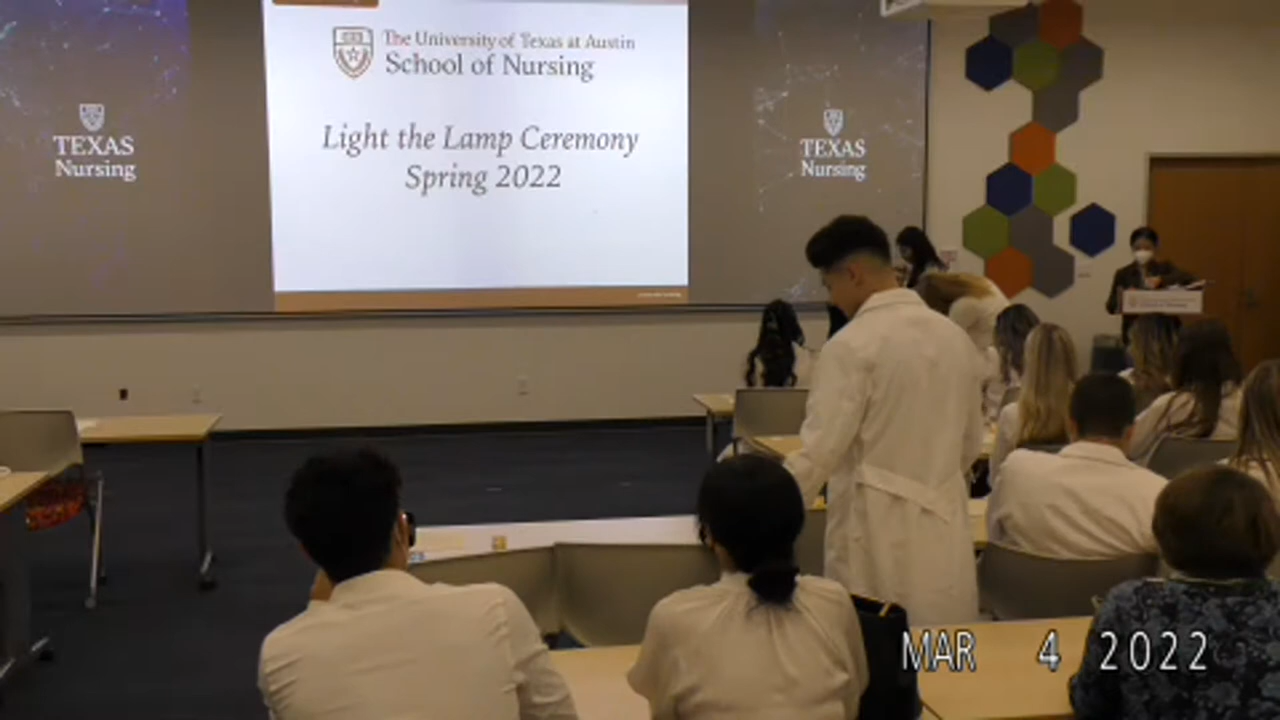 The University of Texas at Austin
School of Nursing
Light the Lamp Ceremony
Spring 2022
TEXAS
Nursing
TEXAS
Nursing
MAR 4 2022